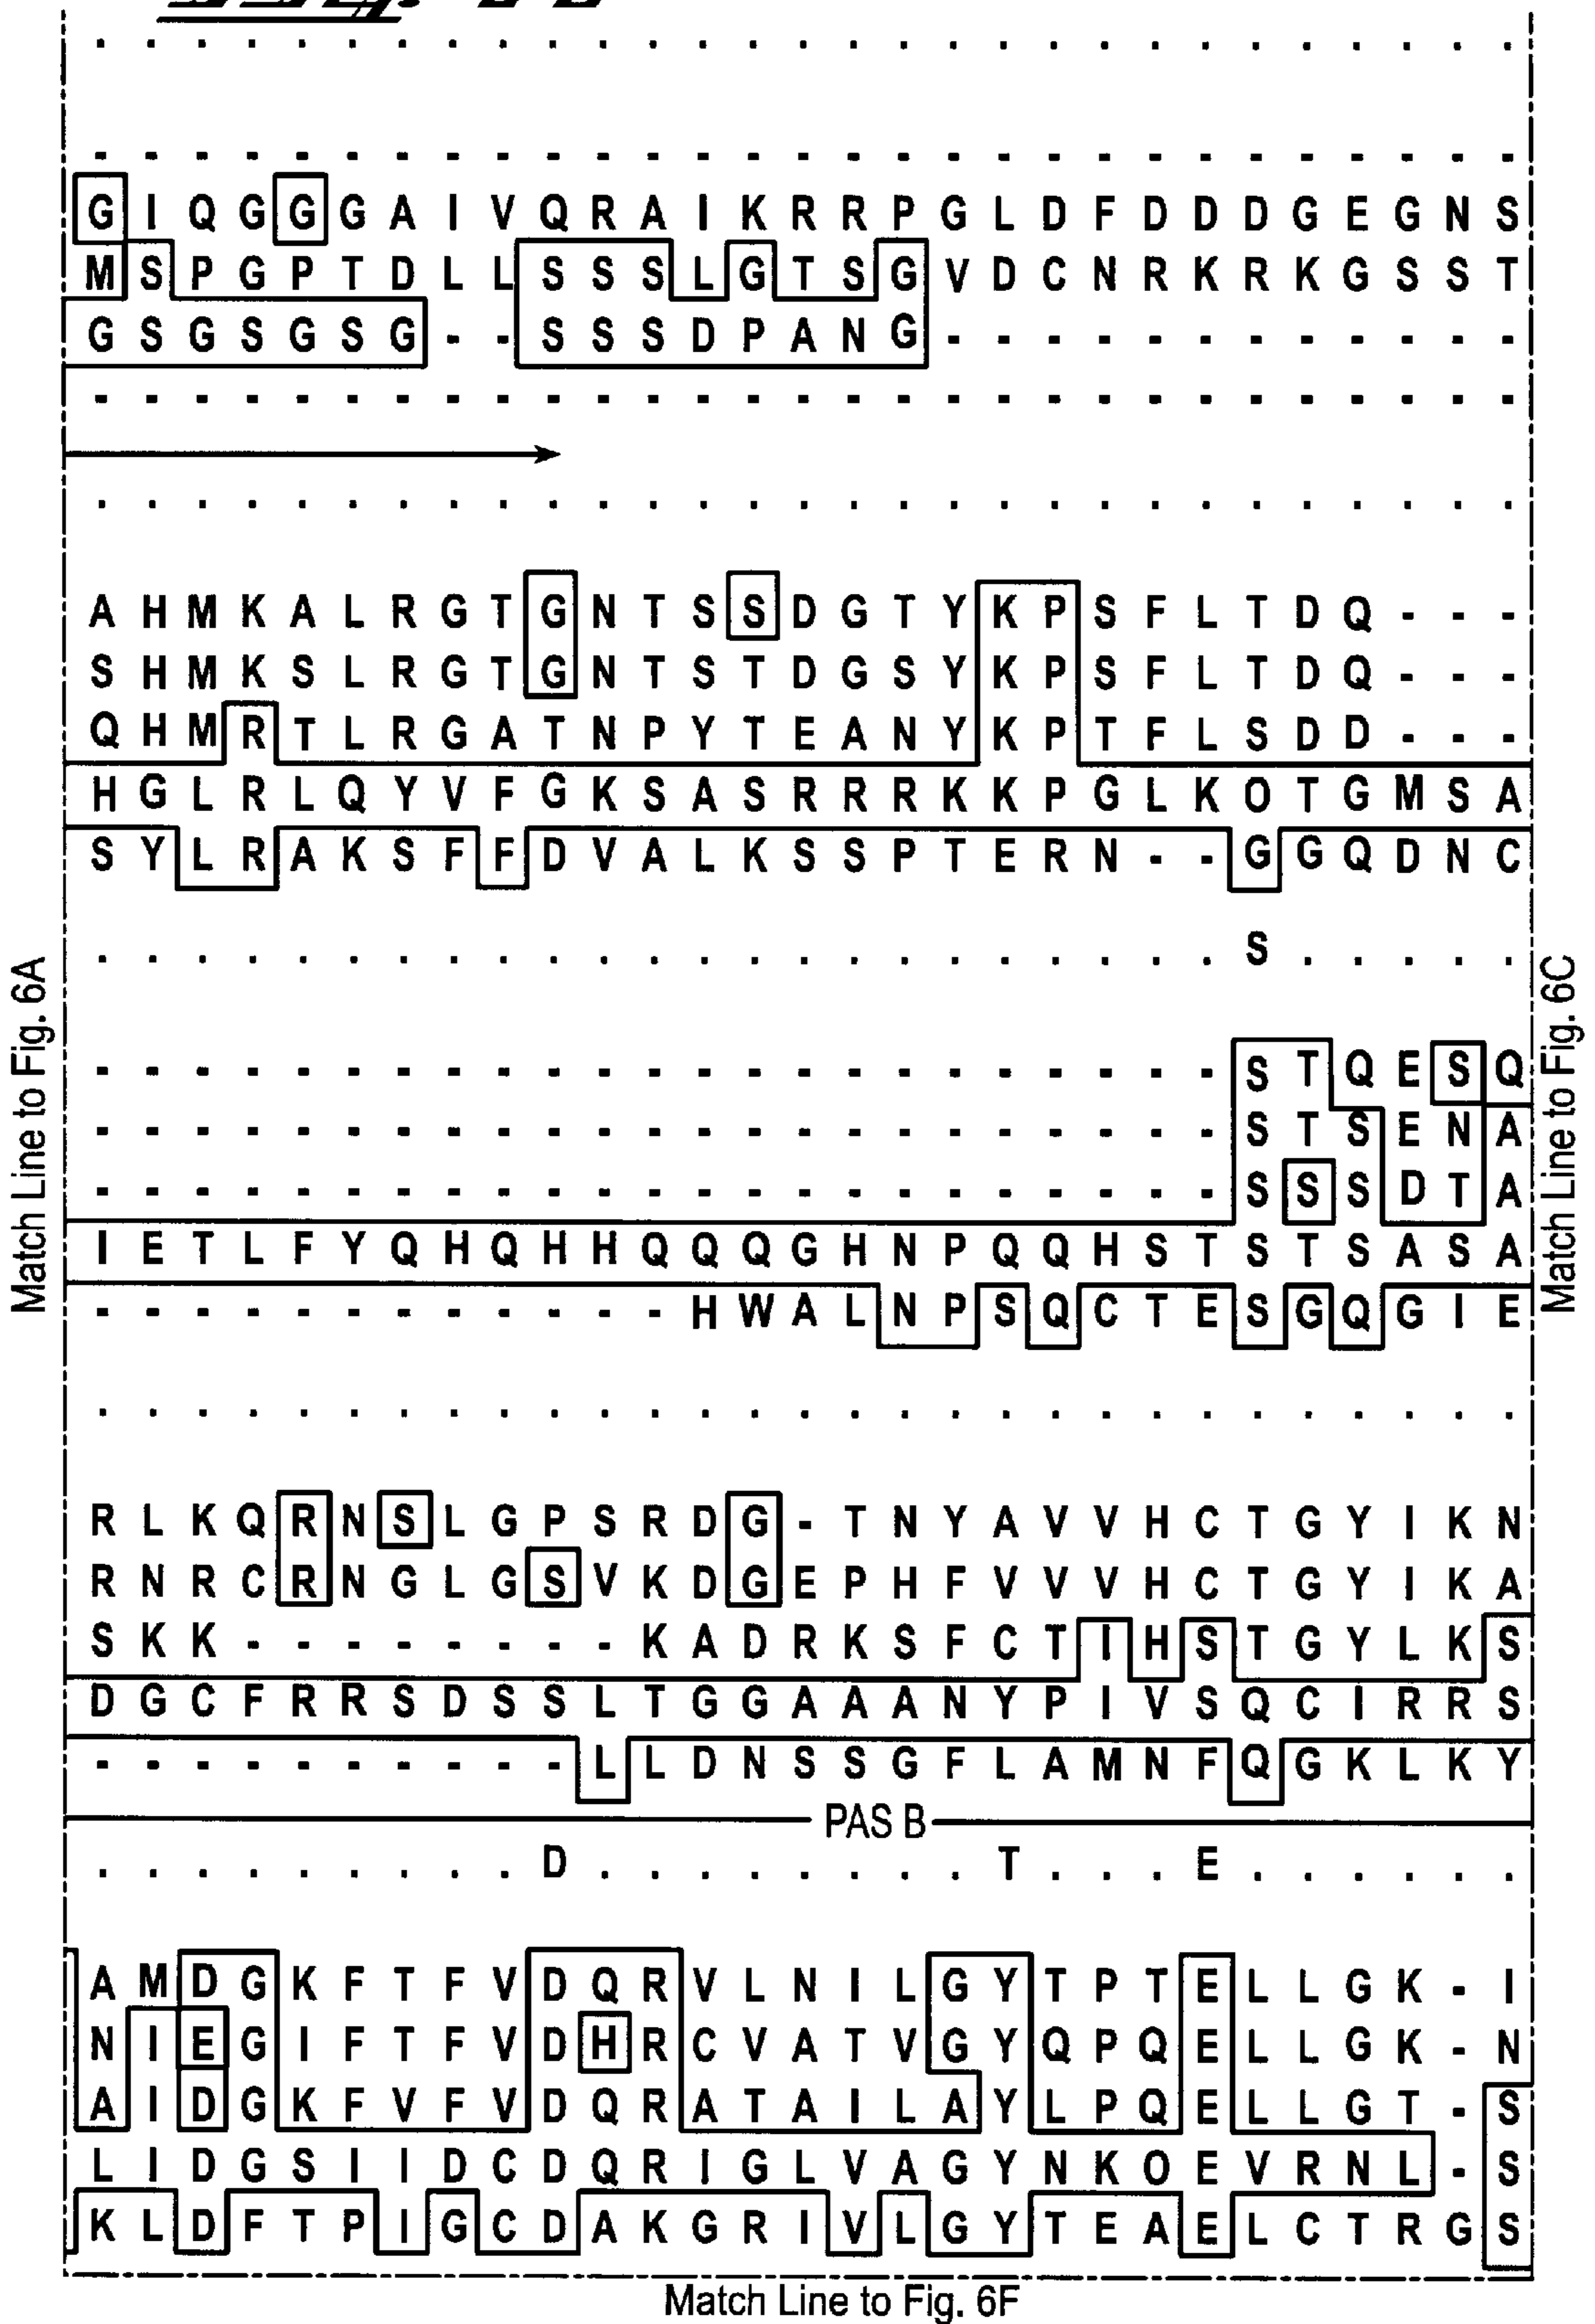 . . . . . . . . . . . . . . . . . . . . . . . . . . . . .
- - - - - - - - - - - - - - - - - - - - - - - - - - - - -
G I Q G G G A I V Q R A I K R R P G L D F D D D G E G N S
M S P G P T D L L S S S L G T S G V D C N R K R K G S S T
G S G S G S G - - S S S D P A N G - - - - - - - - - - - -
- - - - - - - - - - - - - - - - - - - - - - - - - - - - -
. . . . . . . . . . . . . . . . . . . . . . . . . . . . .
A H M K A L R G T G N T S S D G T Y K P S F L T D Q - - -
S H M K S L R G T G N T S T D G S Y K P S F L T D Q - - -
Q H M R T L R G A T N P Y T E A N Y K P T F L S D D - - -
H G L R L Q Y V F G K S A S R R R K K P G L K O T G M S A
S Y L R A K S F F D V A L K S S P T E R N - - G G Q D N C
. . . . . . . . . . . . . . . . . . . . . . . S . . . . .
- - - - - - - - - - - - - - - - - - - - - - - S T Q E S Q
- - - - - - - - - - - - - - - - - - - - - - - S T S E N A
- - - - - - - - - - - - - - - - - - - - - - - S S S D T A
I E T L F Y Q H Q H H Q Q Q G H N P Q Q H S T S T S A S A
- - - - - - - - - - - - H W A L N P S Q C T E S G Q G I E
. . . . . . . . . . . . . . . . . . . . . . . . . . . . .
R L K Q R N S L G P S R D G - T N Y A V V H C T G Y I K N
R N R C R N G L G S V K D G E P H F V V V H C T G Y I K A
S K K - - - - - - - - K A D R K S F C T I H S T G Y L K S
D G C F R R S D S S L T G G A A A N Y P I V S Q C I R R S
- - - - - - - - - - L L D N S S G F L A M N F Q G K L K Y
PAS B
. . . . . . . . . D . . . . . . . . T . . . E . . . . . .
A M D G K F T F V D Q R V L N I L G Y T P T E L L G K - I
N I E G I F T F V D H R C V A T V G Y Q P Q E L L G K - N
A I D G K F V F V D Q R A T A I L A Y L P Q E L L G T - S
L I D G S I I D C D Q R I G L V A G Y N K O E V R N L - S
K L D F T P I G C D A K G R I V L G Y T E A E L C T R G S
Match Line to Fig. 6A
Match Line to Fig. 6C
Match Line to Fig. 6F